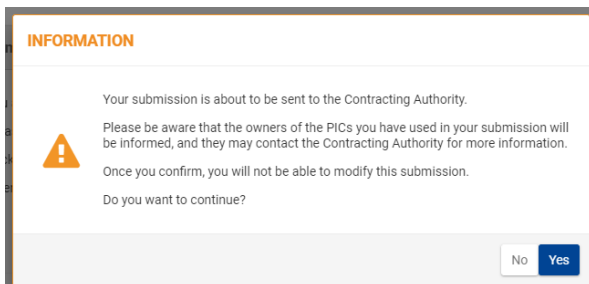 INFORMATION
Your submission is about to be sent to the Contracting Authority.
Please be aware that the owners of the PICs you have used in your submission will
be informed, and they may contact the Contracting Authority for more information.
Once you confirm, you will not be able to modify this submission.
Do you want to continue?
No
Yes